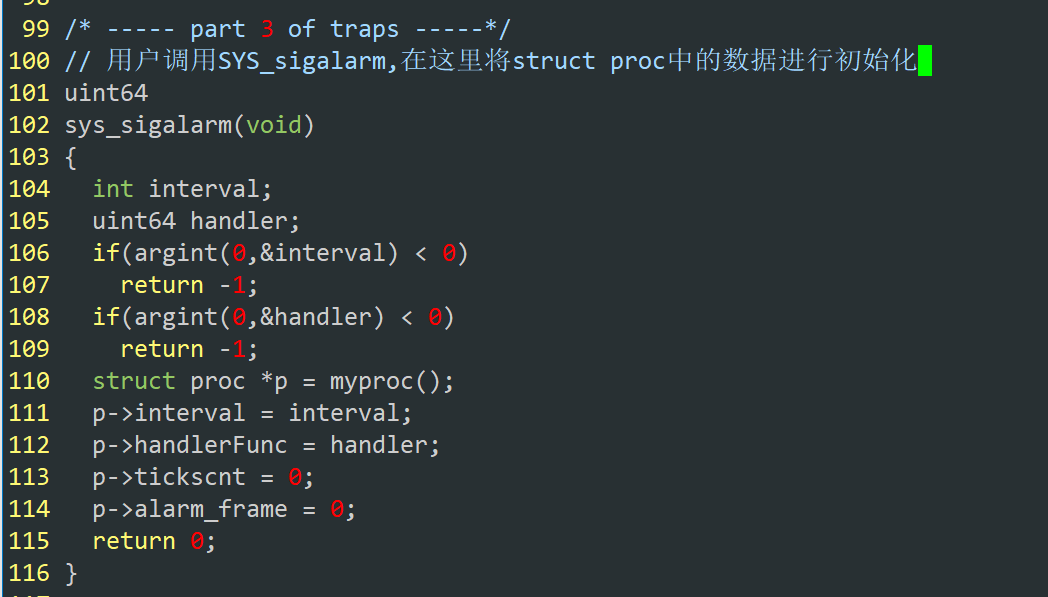 99 /* ----- part 3 of traps -----*/
100 // 用户调用SYS_sigalarm,在这里将struct proc中的数据进行初始化
101 uint64
102 sys_sigalarm(void)
103 {
104   int interval;
105   uint64 handler;
106   if(argint(0,&interval) < 0)
107     return -1;
108   if(argint(0,&handler) < 0)
109     return -1;
110   struct proc *p = myproc();
111   p->interval = interval;
112   p->handlerFunc = handler;
113   p->tickscnt = 0;
114   p->alarm_frame = 0;
115   return 0;
116 }